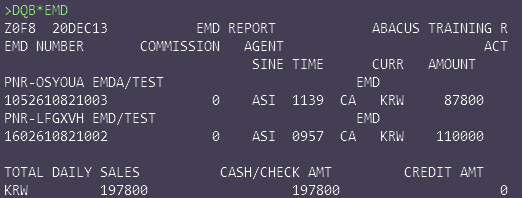 >DQB*EMD
Z0F8 20DEC13 EMD REPORT ABACUS TRAINING R
EMD NUMBER COMMISSION AGENT ACT
SINE TIME CURR AMOUNT
PNR-OSYOUA EMDA/TEST EMD
1052610821003 0 ASI 1139 CA KRW 87800
PNR-LFGXVH EMD/TEST EMD
1602610821002 0 ASI 0957 CA KRW 110000
TOTAL DAILY SALES CASH/CHECK AMT CREDIT AMT
KRW 197800 197800 0